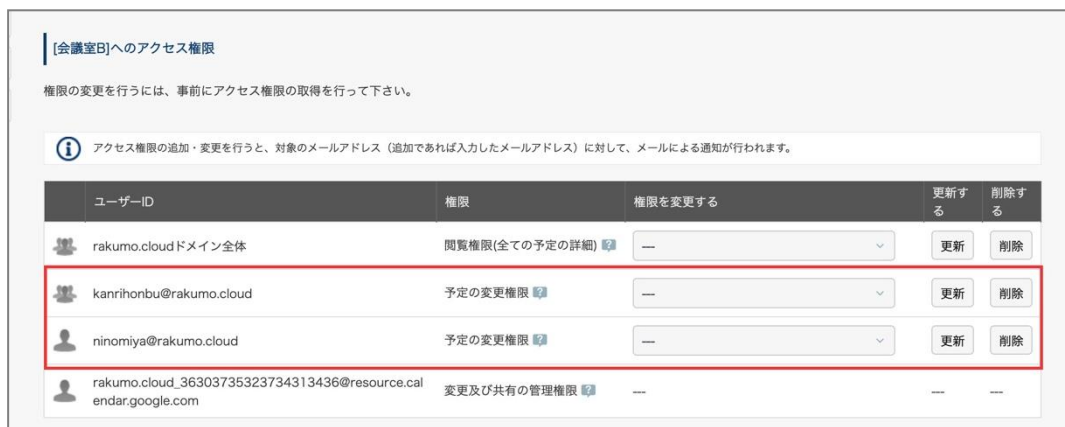 [会議室B]へのアクセス権限
権限の変更を行うには、事前にアクセス権限の取得を行って下さい。
アクセス権限の追加・変更を行うと、対象のメールアドレス（追加であれば入力したメールアドレス）に対して、メールによる通知が行われます。
ユーザーID 権限 権限を変更する 更新す
る 削除す
る
rakumo.cloudドメイン全体 閲覧権限(全ての予定の詳細) ? --- 更新 削除
kanrihonbu@rakumo.cloud 予定の変更権限 ? --- 更新 削除
ninomiya@rakumo.cloud 予定の変更権限 ? --- 更新 削除
rakumo.cloud_36303735323734313436@resource.cal
endar.google.com 変更及び共有の管理権限 ? --- --- ---